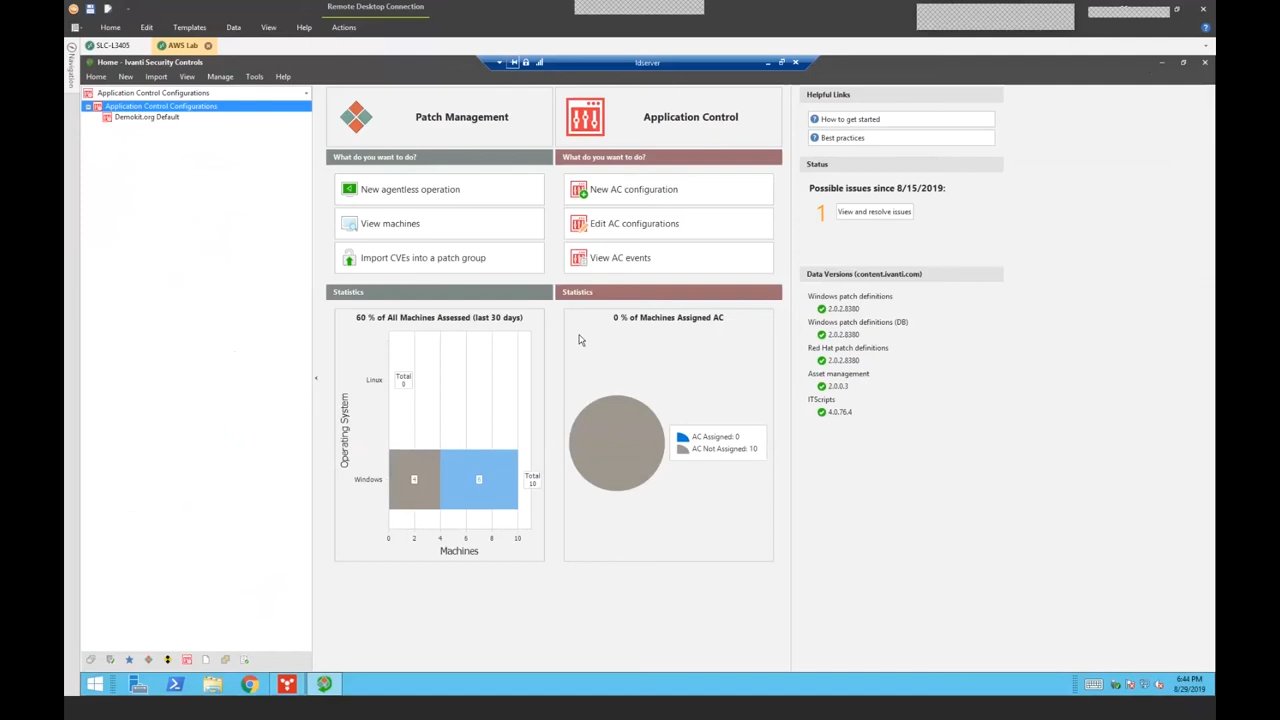 Remote Desktop Connection
Home Edit Templates Data View Help Actions
SLC-L3405 AWS Lab
Navigation
Home - Ivanti Security Controls
ldserver
Home New Import View Manage Tools Help
Application Control Configurations
Application Control Configurations
Demokit.org Default
Patch Management
What do you want to do?
New agentless operation
View machines
Import CVEs into a patch group
Statistics
60 % of All Machines Assessed (last 30 days)
Operating System
Linux
Total
0
Windows
4
6
Total
10
0 2 4 6 8 10
Machines
Application Control
What do you want to do?
New AC configuration
Edit AC configurations
View AC events
Statistics
0 % of Machines Assigned AC
AC Assigned: 0
AC Not Assigned: 10
Helpful Links
How to get started
Best practices
Status
Possible issues since 8/15/2019:
1 View and resolve issues
Data Versions (content.ivanti.com)
Windows patch definitions
2.0.2.8380
Windows patch definitions (DB)
2.0.2.8380
Red Hat patch definitions
2.0.2.8380
Asset management
2.0.0.3
ITScripts
4.0.76.4
6:44 PM
8/29/2019